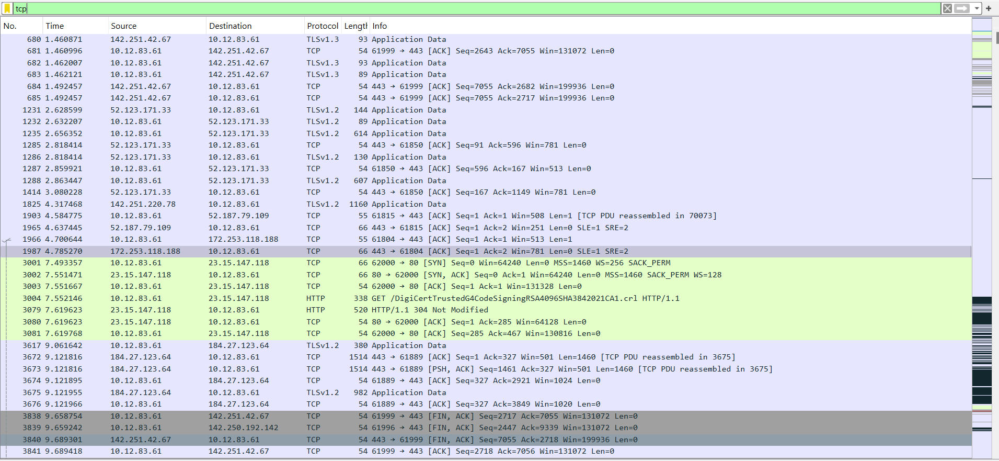 tcp
No. Time Source Destination Protocol Length Info
680 1.460871 142.251.42.67 10.12.83.61 TLSv1.3 93 Application Data
681 1.460996 10.12.83.61 142.251.42.67 TCP 54 61999 → 443 [ACK] Seq=2643 Ack=7055 Win=131072 Len=0
682 1.462007 10.12.83.61 142.251.42.67 TLSv1.3 93 Application Data
683 1.462121 10.12.83.61 142.251.42.67 TLSv1.3 89 Application Data
684 1.492457 142.251.42.67 10.12.83.61 TCP 54 443 → 61999 [ACK] Seq=7055 Ack=2682 Win=199936 Len=0
685 1.492457 142.251.42.67 10.12.83.61 TCP 54 443 → 61999 [ACK] Seq=7055 Ack=2717 Win=199936 Len=0
1231 2.628599 52.123.171.33 10.12.83.61 TLSv1.2 144 Application Data
1232 2.632207 10.12.83.61 52.123.171.33 TLSv1.2 89 Application Data
1235 2.656352 10.12.83.61 52.123.171.33 TLSv1.2 614 Application Data
1285 2.818414 52.123.171.33 10.12.83.61 TCP 54 443 → 61850 [ACK] Seq=91 Ack=596 Win=781 Len=0
1286 2.818414 52.123.171.33 10.12.83.61 TLSv1.2 130 Application Data
1287 2.859921 10.12.83.61 52.123.171.33 TCP 54 61850 → 443 [ACK] Seq=596 Ack=167 Win=513 Len=0
1288 2.863447 10.12.83.61 52.123.171.33 TLSv1.2 607 Application Data
1414 3.080228 52.123.171.33 10.12.83.61 TCP 54 443 → 61850 [ACK] Seq=167 Ack=1149 Win=781 Len=0
1825 4.317468 142.251.220.78 10.12.83.61 TLSv1.2 1160 Application Data
1903 4.584775 10.12.83.61 52.187.79.109 TCP 55 61815 → 443 [ACK] Seq=1 Ack=1 Win=508 Len=1 [TCP PDU reassembled in 70073]
1965 4.637445 52.187.79.109 10.12.83.61 TCP 66 443 → 61815 [ACK] Seq=1 Ack=2 Win=251 Len=0 SLE=1 SRE=2
1966 4.700644 10.12.83.61 172.253.118.188 TCP 55 61804 → 443 [ACK] Seq=1 Ack=1 Win=513 Len=1
1987 4.785270 172.253.118.188 10.12.83.61 TCP 66 443 → 61804 [ACK] Seq=1 Ack=2 Win=781 Len=0 SLE=1 SRE=2
3001 7.493357 10.12.83.61 23.15.147.118 TCP 66 62000 → 80 [SYN] Seq=0 Win=64240 Len=0 MSS=1460 WS=256 SACK_PERM
3002 7.551471 23.15.147.118 10.12.83.61 TCP 66 80 → 62000 [SYN, ACK] Seq=0 Ack=1 Win=64240 Len=0 MSS=1460 SACK_PERM WS=128
3003 7.551667 10.12.83.61 23.15.147.118 TCP 54 62000 → 80 [ACK] Seq=1 Ack=1 Win=131328 Len=0
3004 7.552146 10.12.83.61 23.15.147.118 HTTP 338 GET /DigiCertTrustedG4CodeSigningRSA4096SHA3842021CA1.crl HTTP/1.1
3079 7.619623 23.15.147.118 10.12.83.61 HTTP 520 HTTP/1.1 304 Not Modified
3080 7.619623 23.15.147.118 10.12.83.61 TCP 54 80 → 62000 [ACK] Seq=1 Ack=285 Win=64128 Len=0
3081 7.619768 10.12.83.61 23.15.147.118 TCP 54 62000 → 80 [ACK] Seq=285 Ack=467 Win=130816 Len=0
3617 9.061642 10.12.83.61 184.27.123.64 TLSv1.2 380 Application Data
3672 9.121816 184.27.123.64 10.12.83.61 TCP 1514 443 → 61889 [ACK] Seq=1 Ack=327 Win=501 Len=1460 [TCP PDU reassembled in 3675]
3673 9.121816 184.27.123.64 10.12.83.61 TCP 1514 443 → 61889 [PSH, ACK] Seq=1461 Ack=327 Win=501 Len=1460 [TCP PDU reassembled in 3675]
3674 9.121895 10.12.83.61 184.27.123.64 TCP 54 61889 → 443 [ACK] Seq=327 Ack=2921 Win=1024 Len=0
3675 9.121955 184.27.123.64 10.12.83.61 TLSv1.2 982 Application Data
3676 9.121966 10.12.83.61 184.27.123.64 TCP 54 61889 → 443 [ACK] Seq=327 Ack=3849 Win=1020 Len=0
3838 9.658754 10.12.83.61 142.251.42.67 TCP 54 61999 → 443 [FIN, ACK] Seq=2717 Ack=7055 Win=131072 Len=0
3839 9.659242 10.12.83.61 142.250.192.142 TCP 54 61996 → 443 [FIN, ACK] Seq=2447 Ack=9339 Win=131072 Len=0
3840 9.689301 142.251.42.67 10.12.83.61 TCP 54 443 → 61999 [FIN, ACK] Seq=7055 Ack=2718 Win=199936 Len=0
3841 9.689418 10.12.83.61 142.251.42.67 TCP 54 61999 → 443 [ACK] Seq=2718 Ack=7056 Win=131072 Len=0